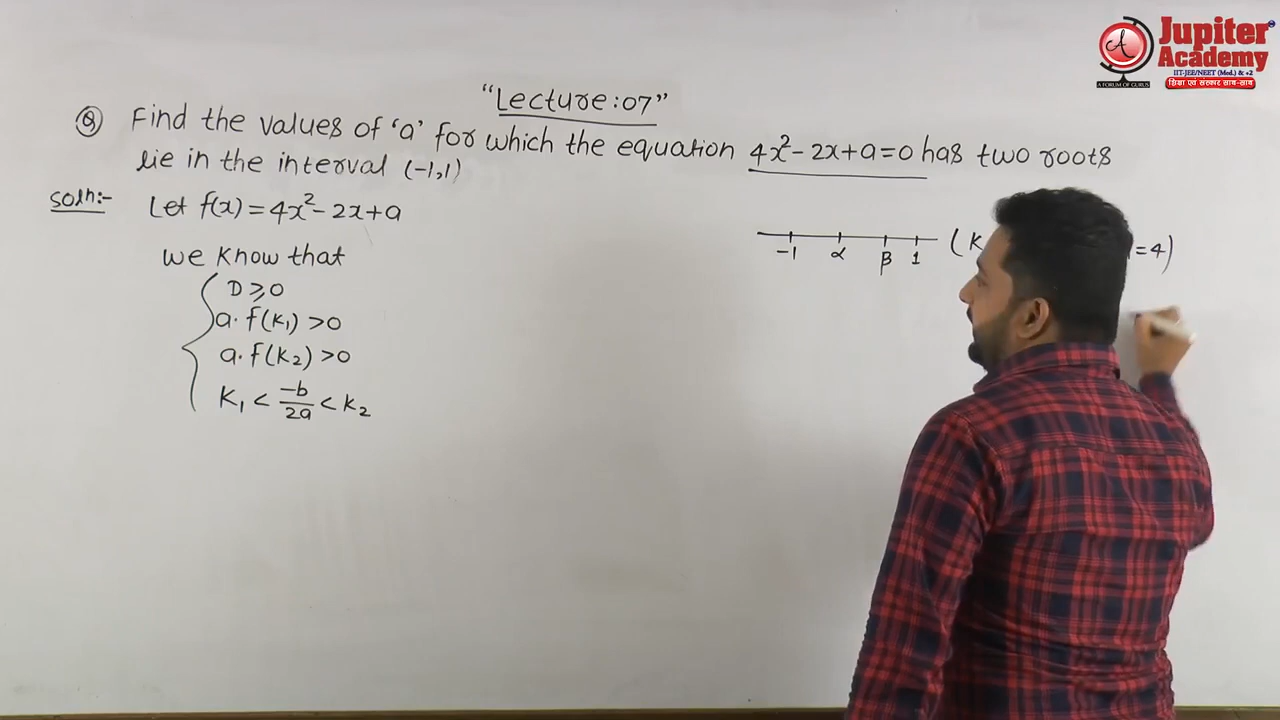 Jupiter
Academy
IIT-JEE/NEET (Med.) & +2
A FORUM OF GURUS
शिक्षा एवं संस्कार साथ-साथ
"Lecture:07"
Q Find the values of 'a' for which the equation 4x²-2x+a=0 has two roots
lie in the interval (-1,1)
Solⁿ:- Let f(x)=4x²-2x+a
we know that
D⩾0
a.f(K₁)>0
a.f(K₂)>0
K₁ < -b/2a < K₂
-1 α β 1 (K =4)